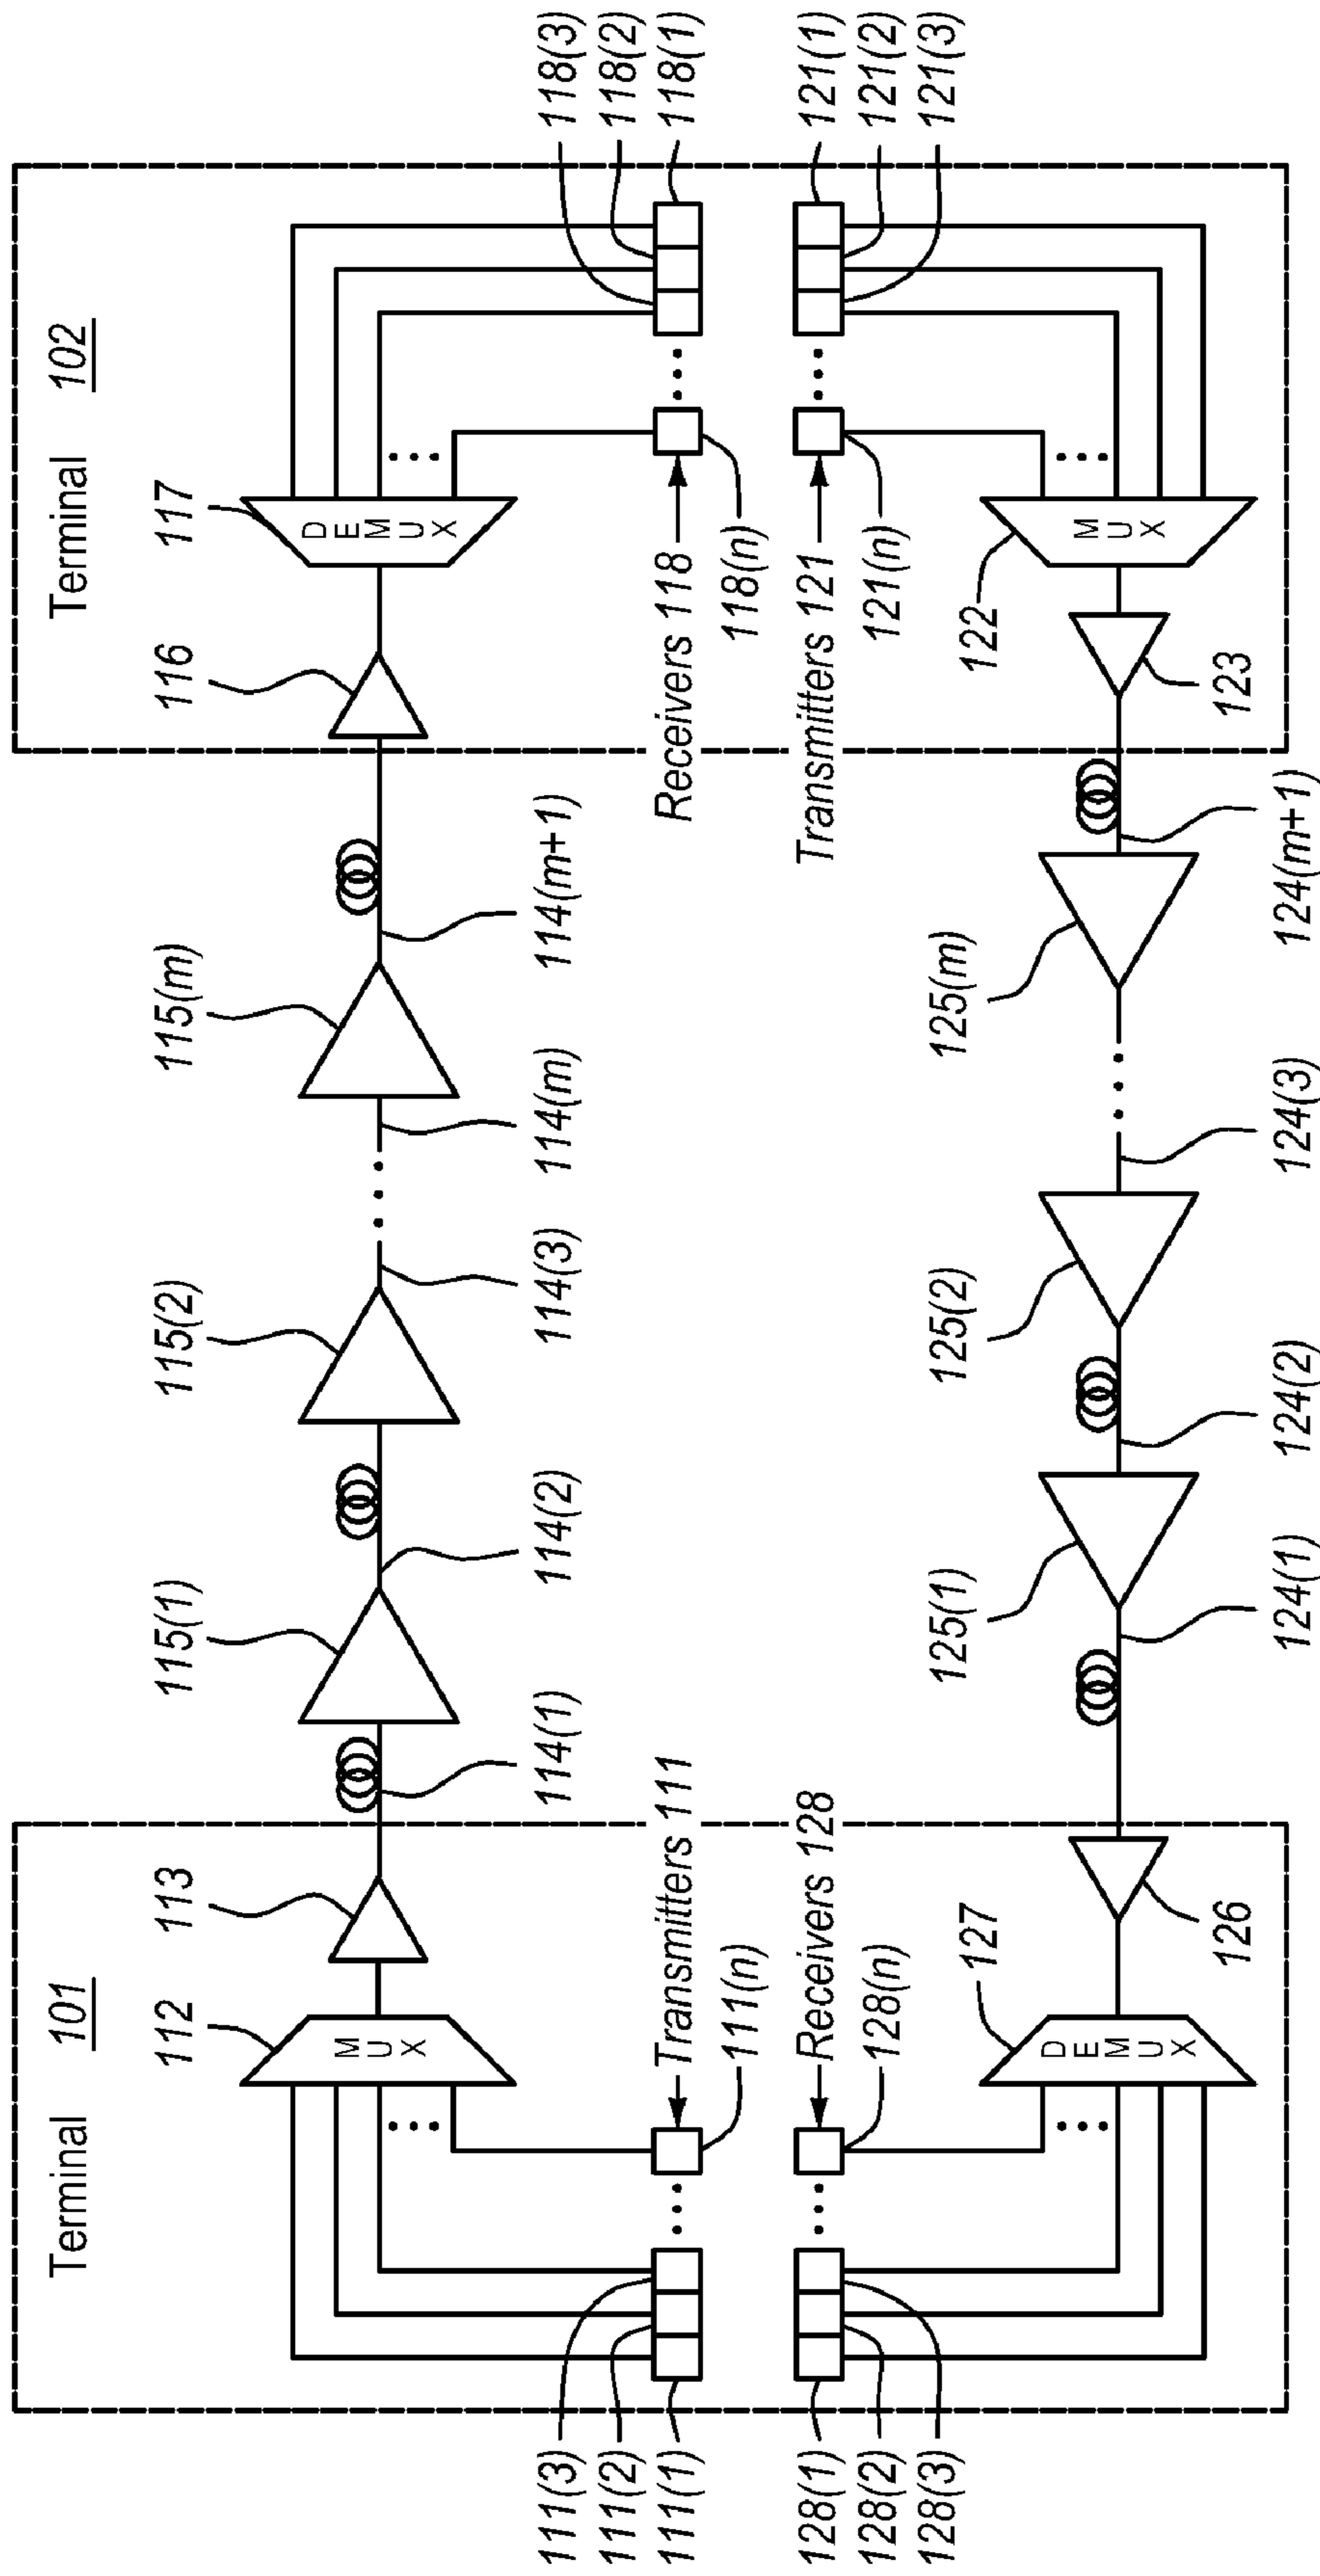 Terminal 101
Terminal 102
112
113
115(1)
115(2)
115(m)
116
117
MUX
DEMUX
114(1)
114(2)
114(3)
114(m)
114(m+1)
111(3)
111(2)
111(1)
Transmitters 111
111(n)
Receivers 118
118(n)
118(3)
118(2)
118(1)
128(1)
128(2)
128(3)
Receivers 128
128(n)
Transmitters 121
121(n)
121(1)
121(2)
121(3)
127
125(1)
125(2)
125(m)
122
DEMUX
MUX
126
124(1)
124(2)
124(3)
124(m+1)
123